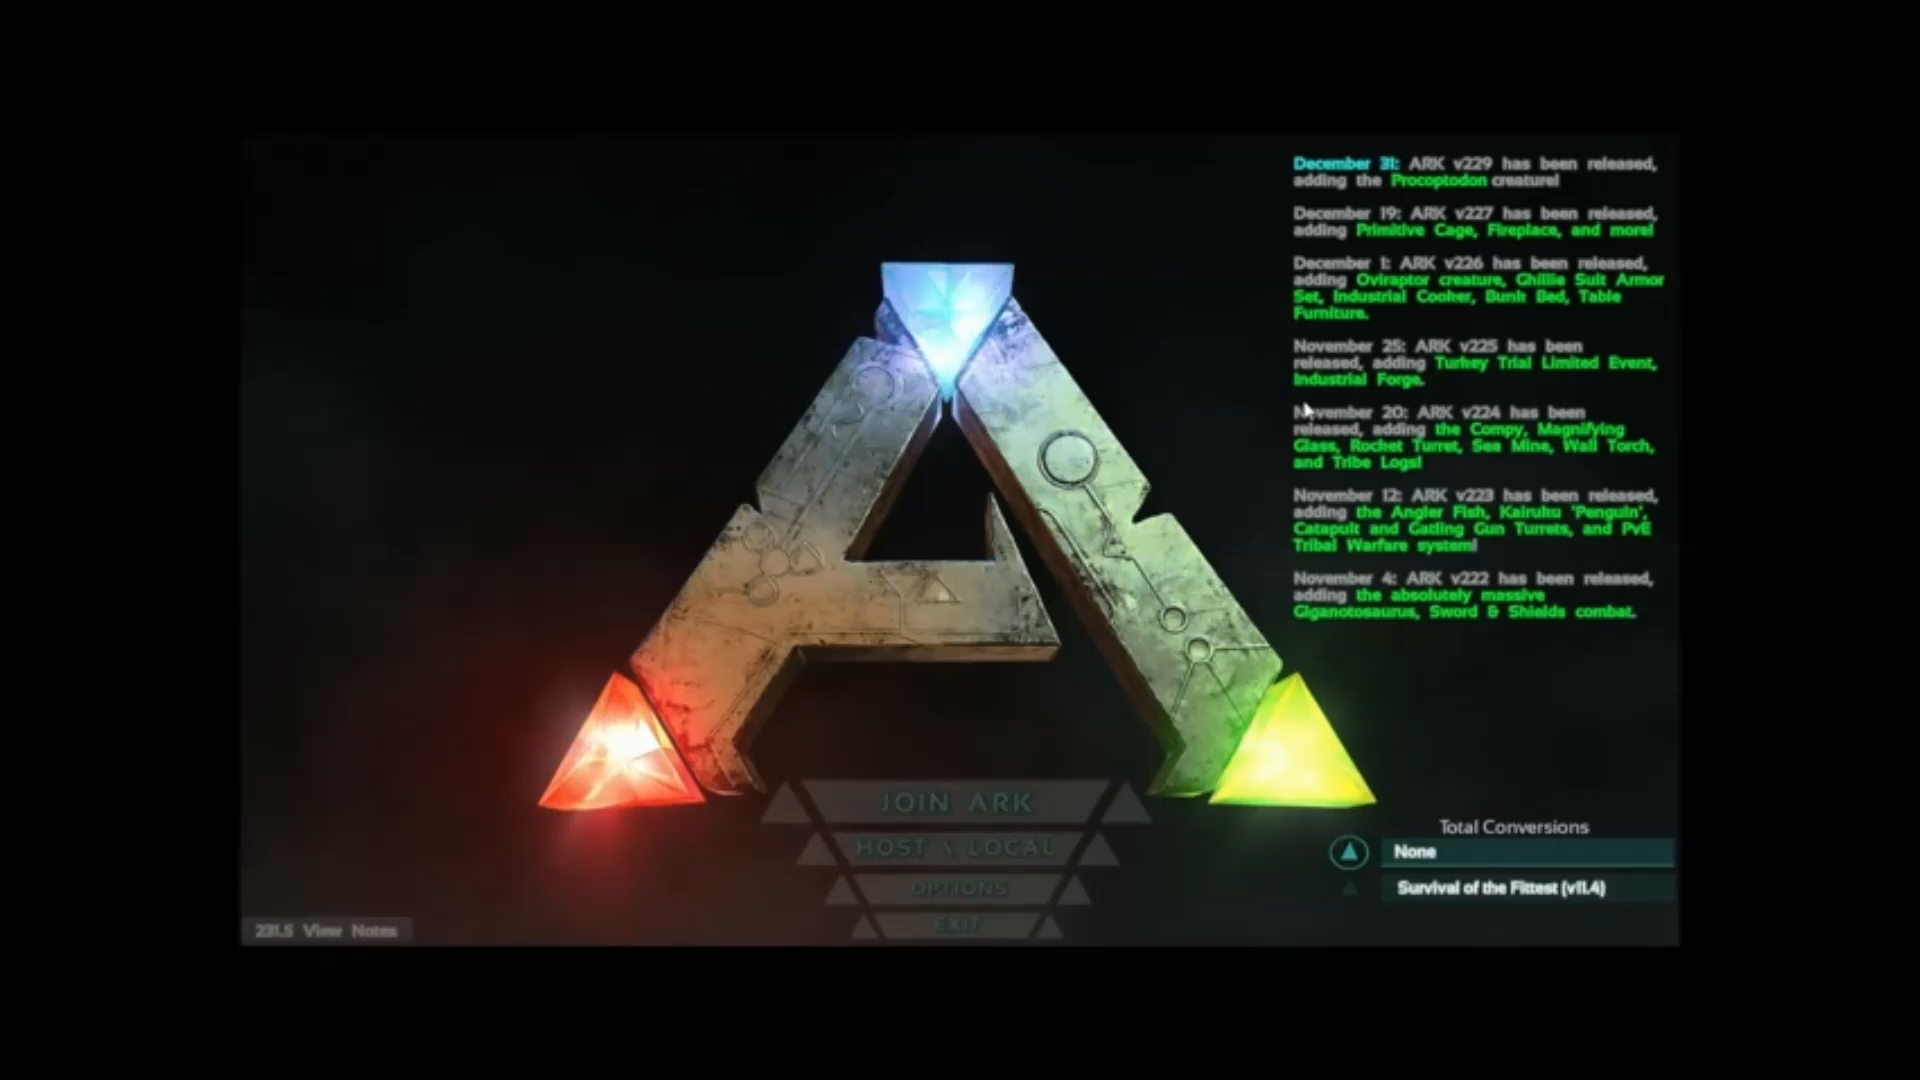 December 31: ARK v229 has been released,
adding the Procoptodon creature!
December 19: ARK v227 has been released,
adding Primitive Cage, Fireplace, and more!
December 1: ARK v226 has been released,
adding Oviraptor creature, Ghillie Suit Armor
Set, Industrial Cooker, Bunk Bed, Table
Furniture.
November 25: ARK v225 has been
released, adding Turkey Trial Limited Event,
Industrial Forge.
November 20: ARK v224 has been
released, adding the Compy, Magnifying
Glass, Rocket Turret, Sea Mine, Wall Torch,
and Tribe Logs!
November 12: ARK v223 has been released,
adding the Angler Fish, Kairuku 'Penguin',
Catapult and Gatling Gun Turrets, and PvE
Tribal Warfare system!
November 4: ARK v222 has been released,
adding the absolutely massive
Giganotosaurus, Sword & Shields combat.
JOIN ARK
HOST \ LOCAL
OPTIONS
EXIT
Total Conversions
None
Survival of the Fittest (v11.4)
231.5 View Notes